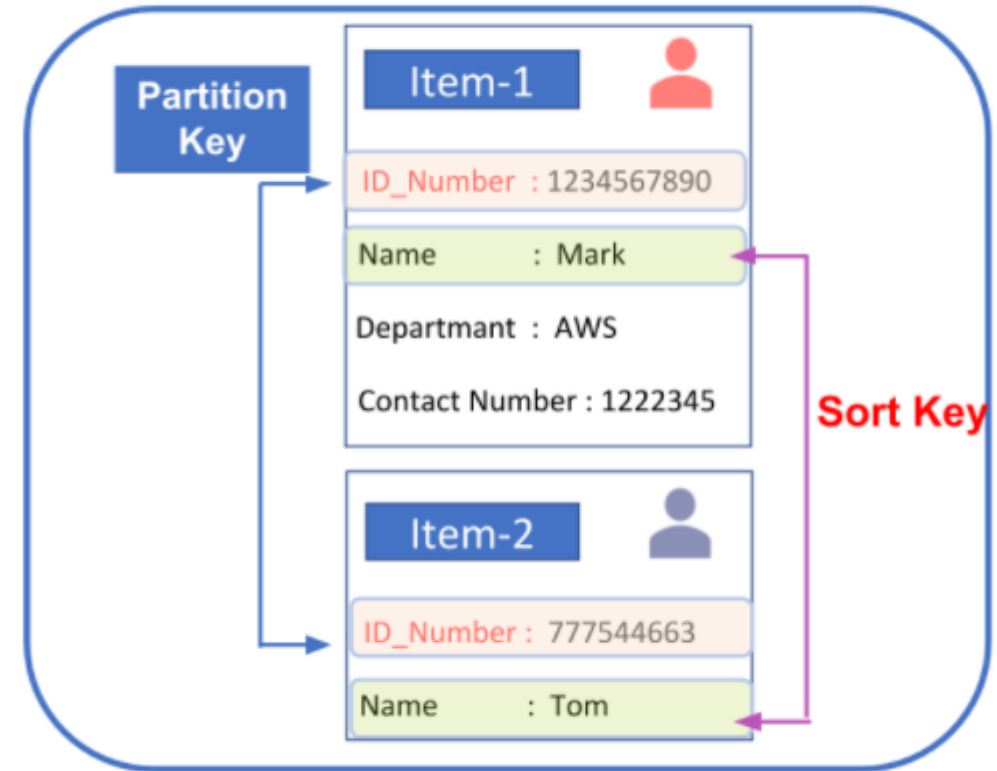 Partition
Key
Item-1
ID_Number : 1234567890
Name : Mark
Departmant : AWS
Contact Number : 1222345
Sort Key
Item-2
ID_Number : 777544663
Name : Tom